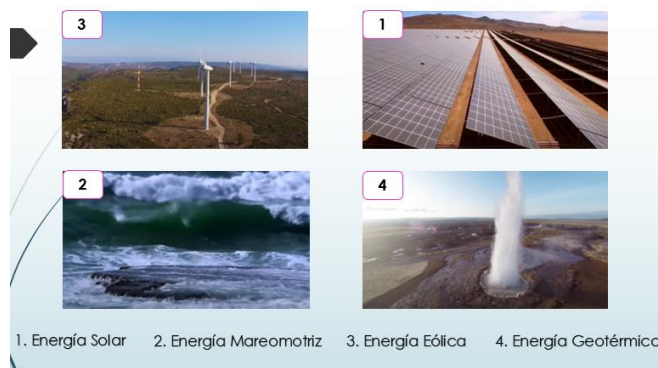 3
1
2
4
1. Energía Solar 2. Energía Mareomotriz 3. Energía Eólica 4. Energía Geotérmica